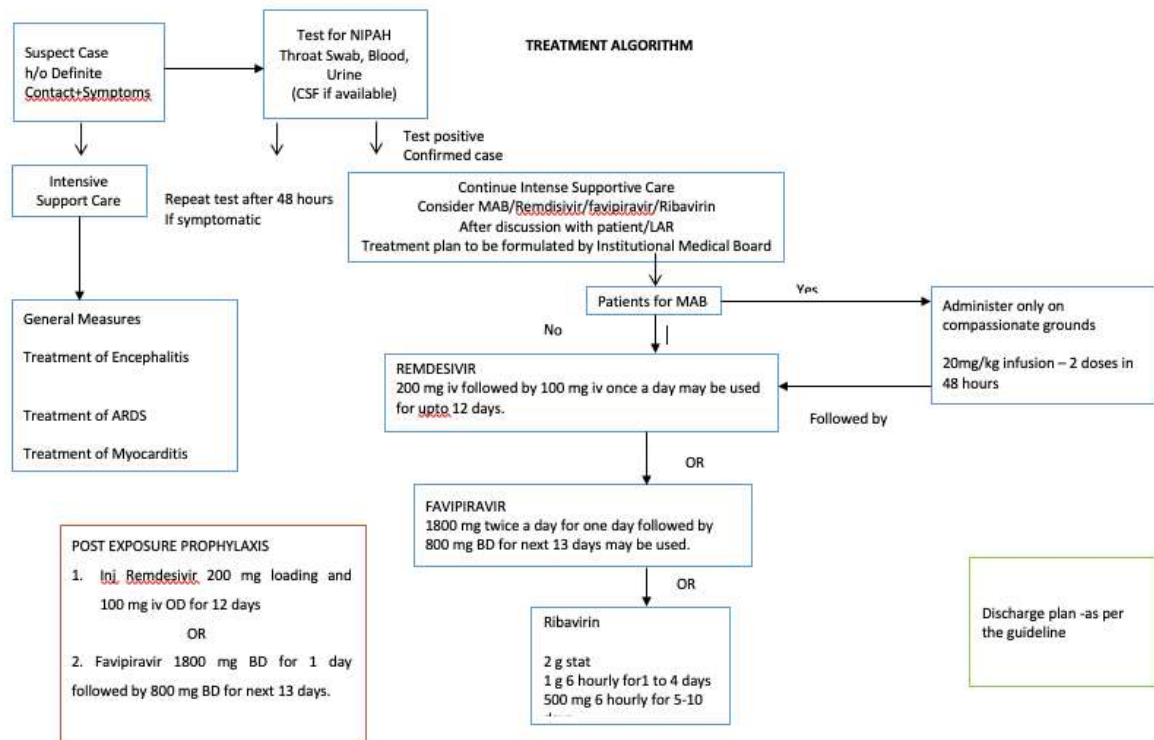 TREATMENT ALGORITHM
Suspect Case
h/o Definite
Contact+Symptoms
Test for NIPAH
Throat Swab, Blood,
Urine
(CSF if available)
Test positive
Confirmed case
Intensive
Support Care
Repeat test after 48 hours
If symptomatic
Continue Intense Supportive Care
Consider MAB/Remdisivir/favipiravir/Ribavirin
After discussion with patient/LAR
Treatment plan to be formulated by Institutional Medical Board
Patients for MAB
Yes
No
Administer only on
compassionate grounds
20mg/kg infusion – 2 doses in
48 hours
Followed by
General Measures
Treatment of Encephalitis
Treatment of ARDS
Treatment of Myocarditis
REMDESIVIR
200 mg iv followed by 100 mg iv once a day may be used
for upto 12 days.
OR
FAVIPIRAVIR
1800 mg twice a day for one day followed by
800 mg BD for next 13 days may be used.
OR
Ribavirin
2 g stat
1 g 6 hourly for1 to 4 days
500 mg 6 hourly for 5-10
POST EXPOSURE PROPHYLAXIS
1. Inj Remdesivir 200 mg loading and
100 mg iv OD for 12 days
OR
2. Favipiravir 1800 mg BD for 1 day
followed by 800 mg BD for next 13 days.
Discharge plan -as per
the guideline